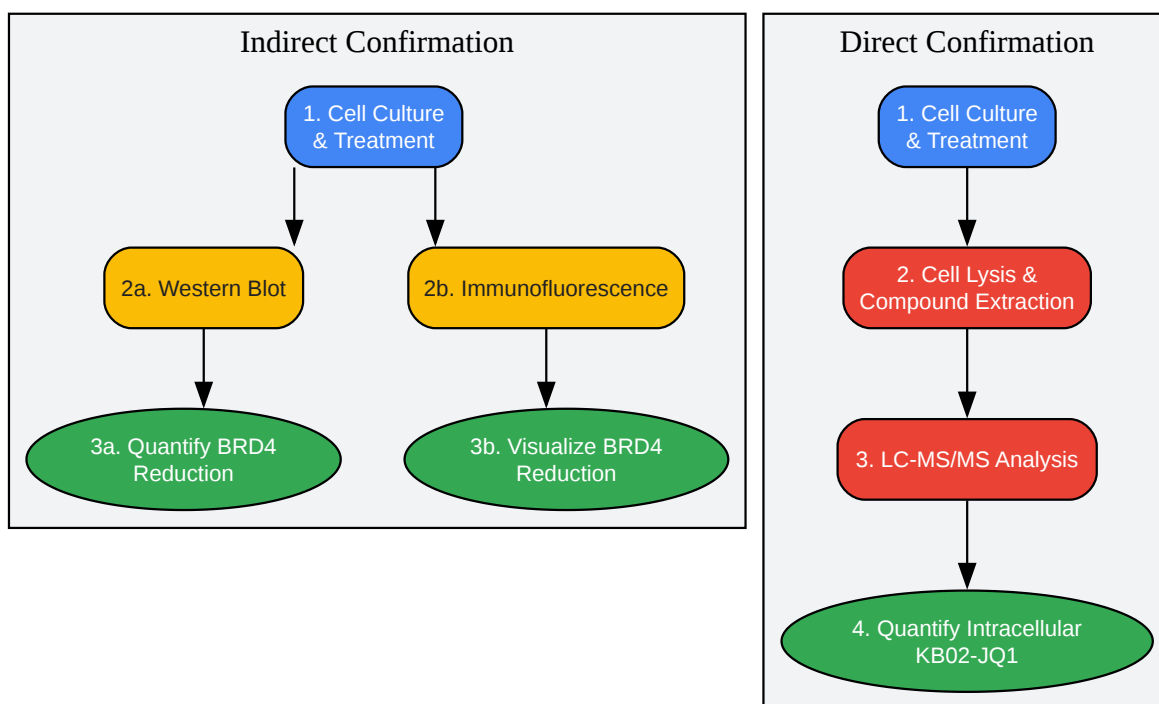 Indirect Confirmation
1. Cell Culture
& Treatment
2a. Western Blot
2b. Immunofluorescence
3a. Quantify BRD4
Reduction
3b. Visualize BRD4
Reduction
Direct Confirmation
1. Cell Culture
& Treatment
2. Cell Lysis &
Compound Extraction
3. LC-MS/MS Analysis
4. Quantify Intracellular
KB02-JQ1